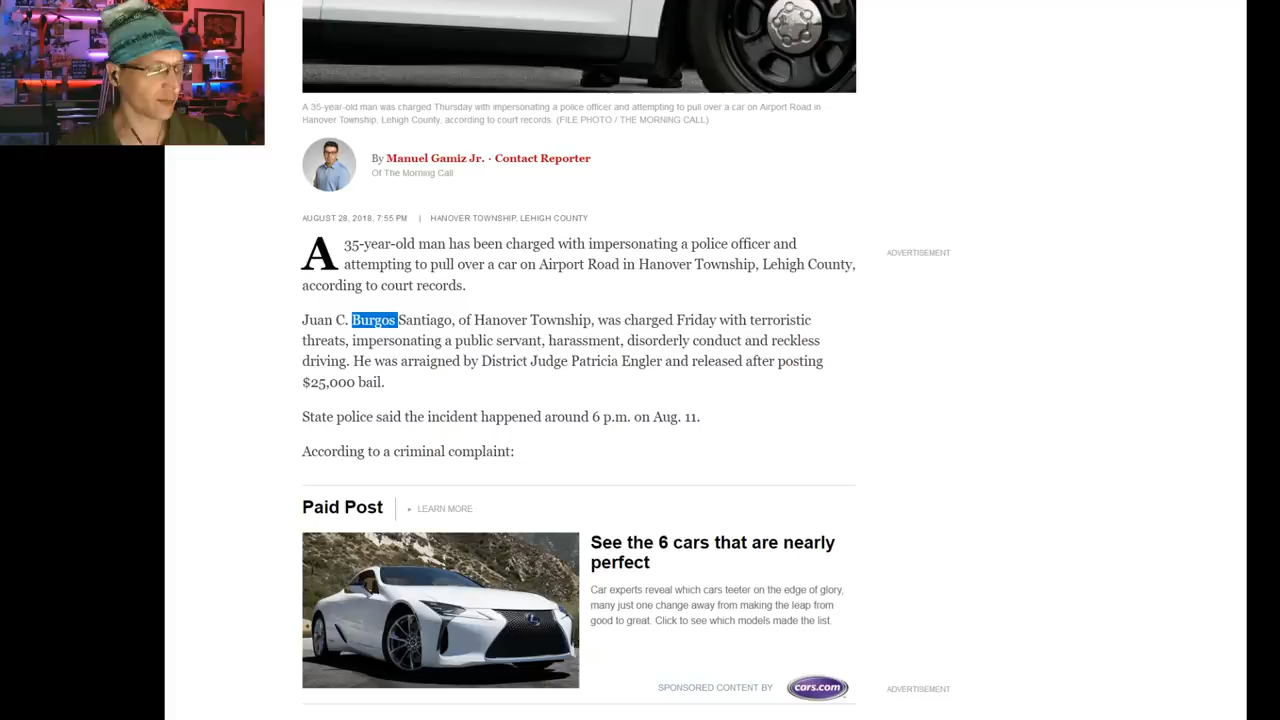 A 35-year-old man was charged Thursday with impersonating a police officer and attempting to pull over a car on Airport Road in
Hanover Township, Lehigh County, according to court records. (FILE PHOTO / THE MORNING CALL)
By Manuel Gamiz Jr. · Contact Reporter
Of The Morning Call
AUGUST 28, 2018, 7:55 PM | HANOVER TOWNSHIP, LEHIGH COUNTY
A 35-year-old man has been charged with impersonating a police officer and
attempting to pull over a car on Airport Road in Hanover Township, Lehigh County,
according to court records.
ADVERTISEMENT
Juan C. Burgos Santiago, of Hanover Township, was charged Friday with terroristic
threats, impersonating a public servant, harassment, disorderly conduct and reckless
driving. He was arraigned by District Judge Patricia Engler and released after posting
$25,000 bail.
State police said the incident happened around 6 p.m. on Aug. 11.
According to a criminal complaint:
Paid Post | ▸ LEARN MORE
See the 6 cars that are nearly
perfect
Car experts reveal which cars teeter on the edge of glory,
many just one change away from making the leap from
good to great. Click to see which models made the list.
SPONSORED CONTENT BY cars.com
ADVERTISEMENT